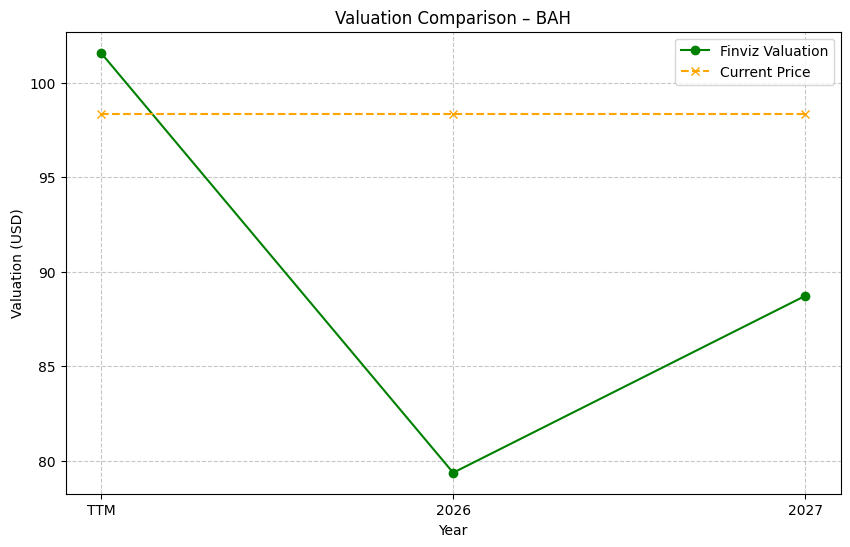 Valuation Comparison – BAH
Finviz Valuation
Current Price
Valuation (USD)
100
95
90
85
80
TTM
2026
2027
Year